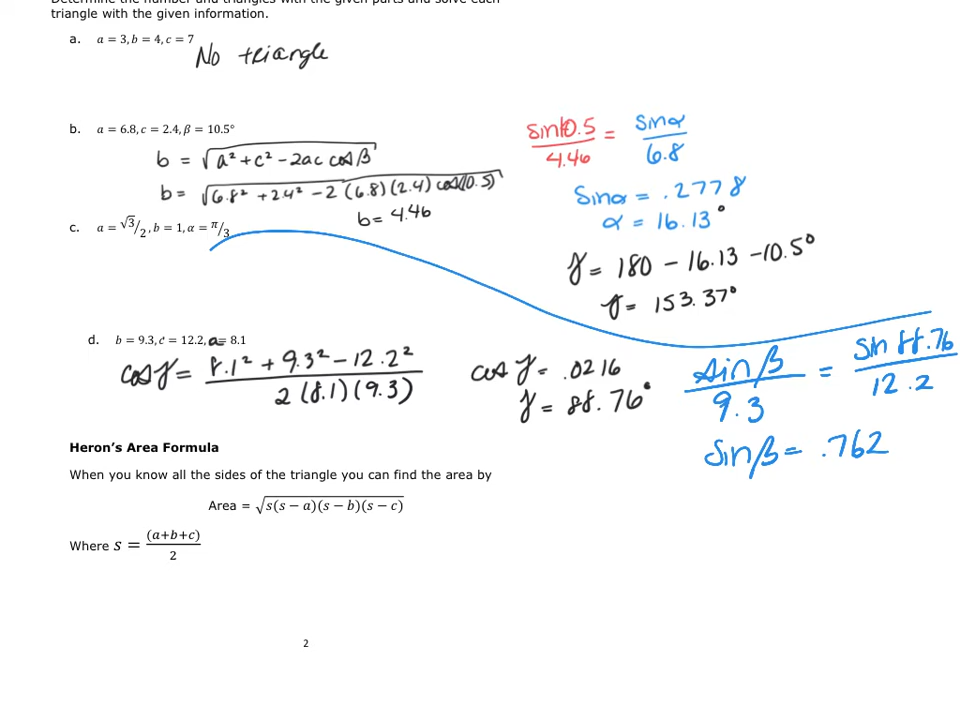 triangle with the given information.
a. a = 3, b = 4, c = 7
No triangle
b. a = 6.8, c = 2.4, β = 10.5°
b = √a² + c² - 2ac cos β
b = √6.8² + 2.4² - 2 (6.8)(2.4) cos(10.5)
b = 4.46
sin10.5/4.46 = sinα/6.8
Sinα = .2778
α = 16.13°
γ = 180 - 16.13 - 10.5°
γ = 153.37°
c. a = √3/2, b = 1, α = π/3
d. b = 9.3, c = 12.2, a = 8.1
cos γ = 8.1² + 9.3² - 12.2² / 2 (8.1)(9.3)
cos γ = .0216
γ = 88.76°
sin β/9.3 = sin 88.76/12.2
sin β = .762
Heron's Area Formula
When you know all the sides of the triangle you can find the area by
Area = √s(s − a)(s − b)(s − c)
Where s = (a+b+c)/2
2